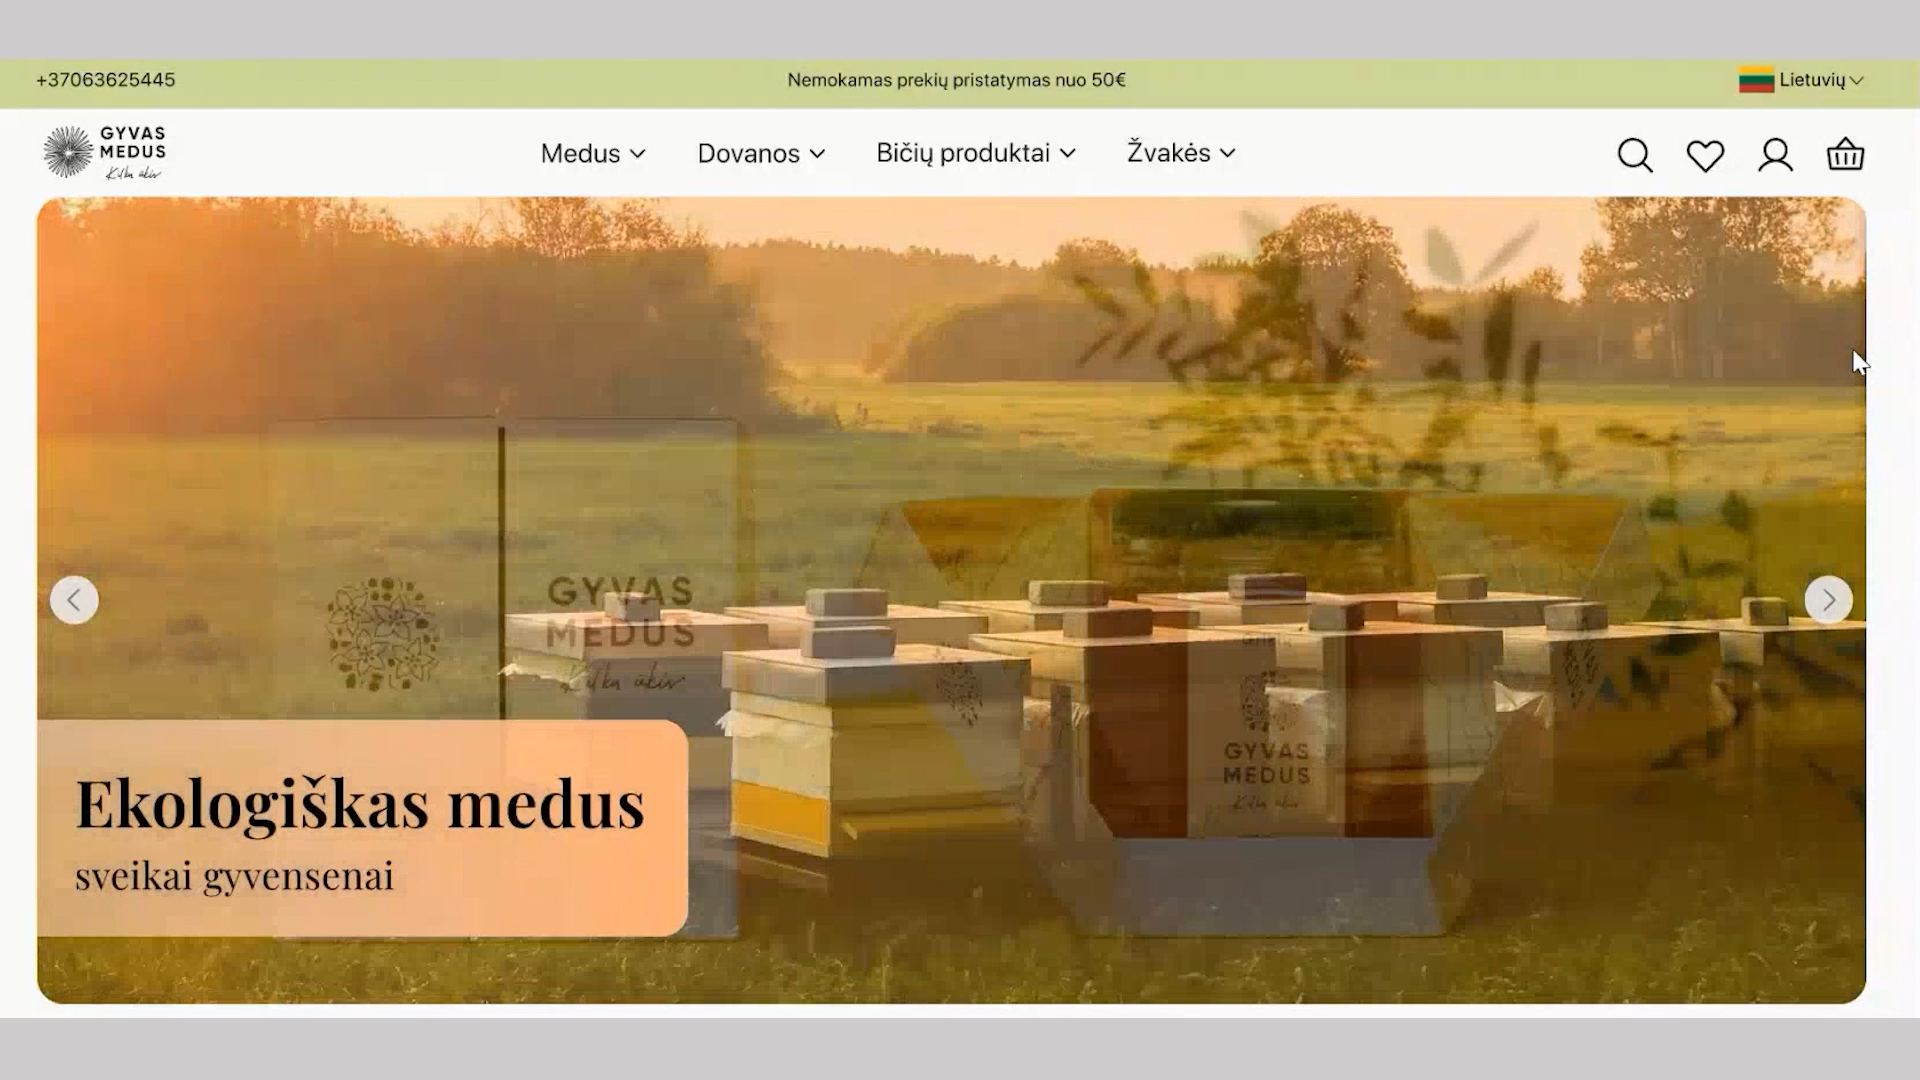 +37063625445
Nemokamas prekių pristatymas nuo 50€
Lietuvių
GYVAS
MEDUS
Medus
Dovanos
Bičių produktai
Žvakės
GYVAS
MEDUS
GYVAS
MEDUS
Ekologiškas medus
sveikai gyvensenai